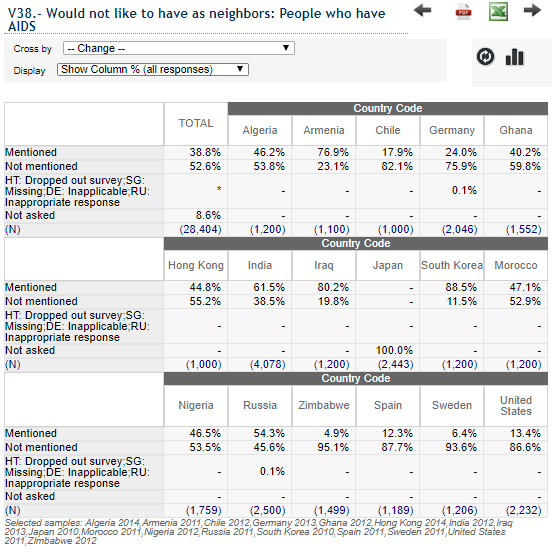 V38.- Would not like to have as neighbors: People who have
AIDS
PDF
Cross by -- Change --
Display Show Column % (all responses)
Country Code
TOTAL Algeria Armenia Chile Germany Ghana
Mentioned 38.8% 46.2% 76.9% 17.9% 24.0% 40.2%
Not mentioned 52.6% 53.8% 23.1% 82.1% 75.9% 59.8%
HT: Dropped out survey;SG:
Missing;DE: Inapplicable;RU: * - - - 0.1% -
Inappropriate response
Not asked 8.6% - - - - -
(N) (28,404) (1,200) (1,100) (1,000) (2,046) (1,552)
Country Code
Hong Kong India Iraq Japan South Korea Morocco
Mentioned 44.8% 61.5% 80.2% - 88.5% 47.1%
Not mentioned 55.2% 38.5% 19.8% - 11.5% 52.9%
HT: Dropped out survey;SG:
Missing;DE: Inapplicable;RU: - - - - - -
Inappropriate response
Not asked - - - 100.0% - -
(N) (1,000) (4,078) (1,200) (2,443) (1,200) (1,200)
Country Code
Nigeria Russia Zimbabwe Spain Sweden United
States
Mentioned 46.5% 54.3% 4.9% 12.3% 6.4% 13.4%
Not mentioned 53.5% 45.6% 95.1% 87.7% 93.6% 86.6%
HT: Dropped out survey;SG:
Missing;DE: Inapplicable;RU: - 0.1% - - - -
Inappropriate response
Not asked - - - - - -
(N) (1,759) (2,500) (1,499) (1,189) (1,206) (2,232)
Selected samples: Algeria 2014,Armenia 2011,Chile 2012,Germany 2013,Ghana 2012,Hong Kong 2014,India 2012,Iraq
2013,Japan 2010,Morocco 2011,Nigeria 2012,Russia 2011,South Korea 2010,Spain 2011,Sweden 2011,United States
2011,Zimbabwe 2012